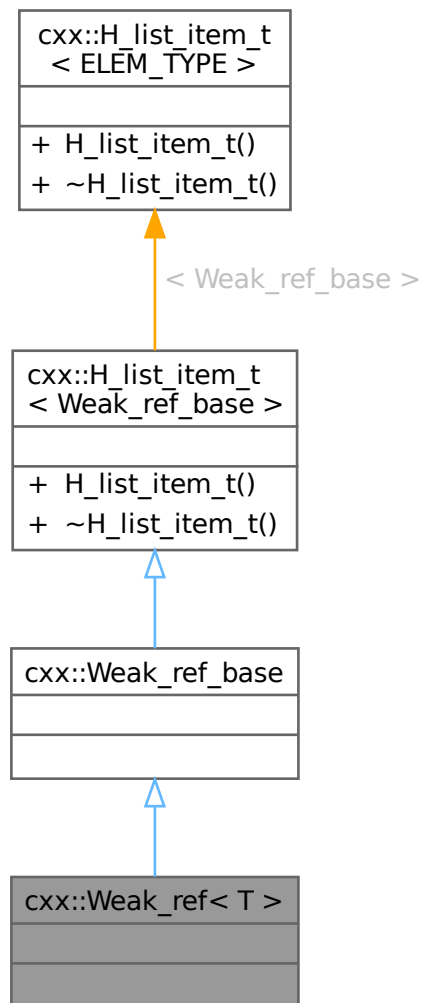 cxx::H_list_item_t
< ELEM_TYPE >
+ H_list_item_t()
+ ~H_list_item_t()
< Weak_ref_base >
cxx::H_list_item_t
< Weak_ref_base >
+ H_list_item_t()
+ ~H_list_item_t()
cxx::Weak_ref_base
cxx::Weak_ref< T >